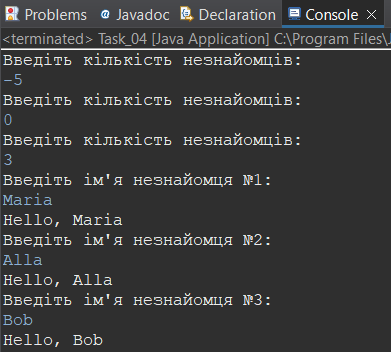 Problems Javadoc Declaration Console
<terminated> Task_04 [Java Application] C:\Program Files\J
Введіть кількість незнайомців:
-5
Введіть кількість незнайомців:
0
Введіть кількість незнайомців:
3
Введіть ім'я незнайомця №1:
Maria
Hello, Maria
Введіть ім'я незнайомця №2:
Alla
Hello, Alla
Введіть ім'я незнайомця №3:
Bob
Hello, Bob